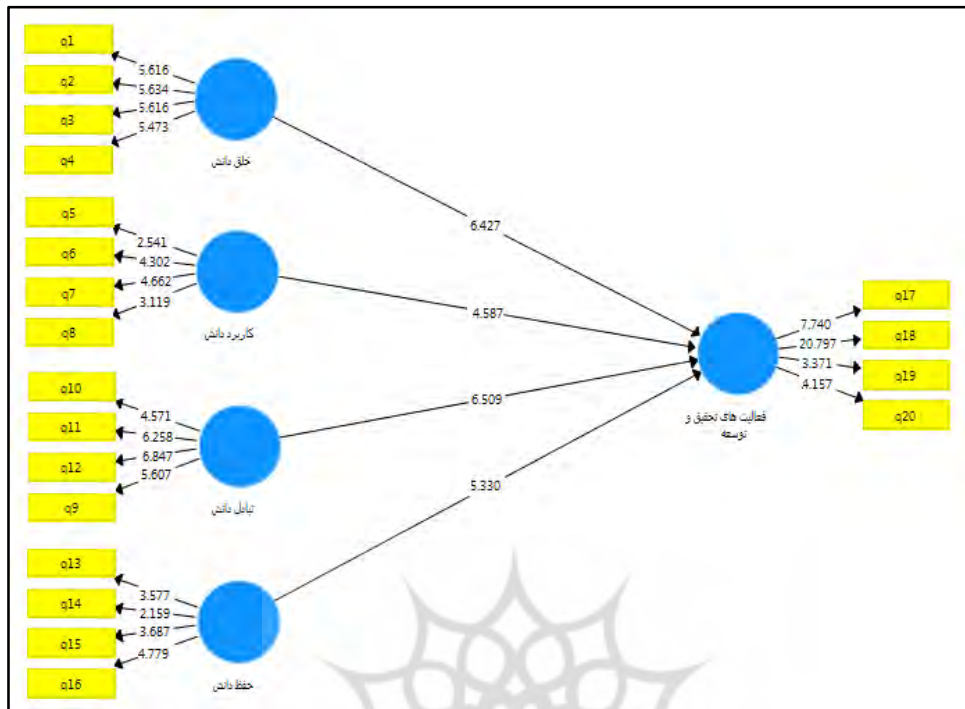 q1
q2
q3
q4
5.616
5.634
5.616
5.473
خلق دانش
6.427
q5
q6
q7
q8
2.541
4.302
4.662
3.119
کاربرد دانش
4.587
q10
q11
q12
q9
4.571
6.258
6.847
5.607
تبادل دانش
6.509
q13
q14
q15
q16
3.577
2.159
3.687
4.779
حفظ دانش
5.330
فعالیت های تحقیق و
توسعه
7.740
20.797
3.371
4.157
q17
q18
q19
q20